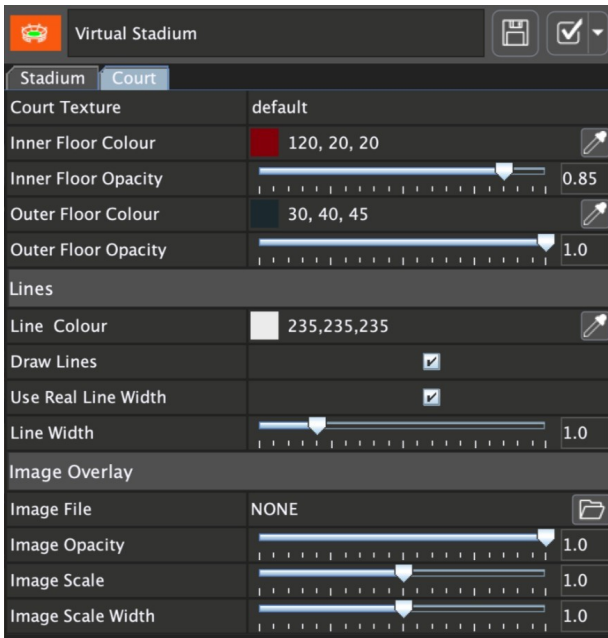 Virtual Stadium
Stadium Court
Court Texture default
Inner Floor Colour 120, 20, 20
Inner Floor Opacity 0.85
Outer Floor Colour 30, 40, 45
Outer Floor Opacity 1.0
Lines
Line Colour 235,235,235
Draw Lines
Use Real Line Width
Line Width 1.0
Image Overlay
Image File NONE
Image Opacity 1.0
Image Scale 1.0
Image Scale Width 1.0